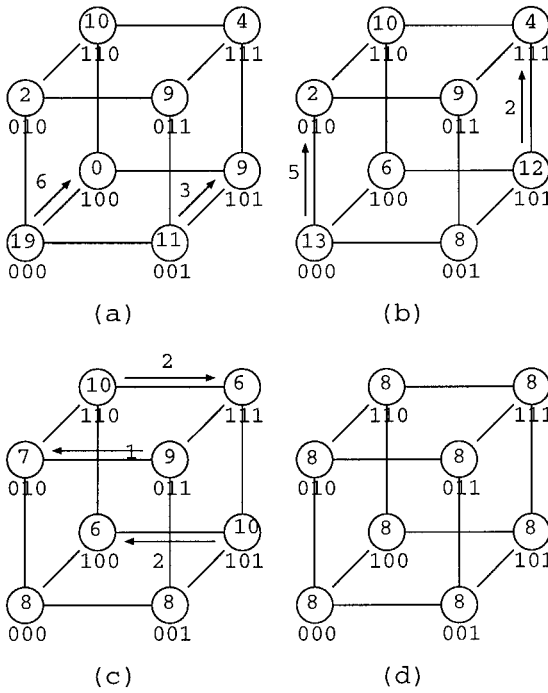 10 4 10 4
110 111 110 111
2 9 2 9 2
010 011 010 011
6 0 3 9 5 6 12
100 101 100 101
19 11 13 8
000 001 000 001
(a) (b)
2
10 6 8 8
110 111 110 111
7 1 9 8 8
010 011 010 011
6 10 8 8
100 2 101 100 101
8 8 8 8
000 001 000 001
(c) (d)